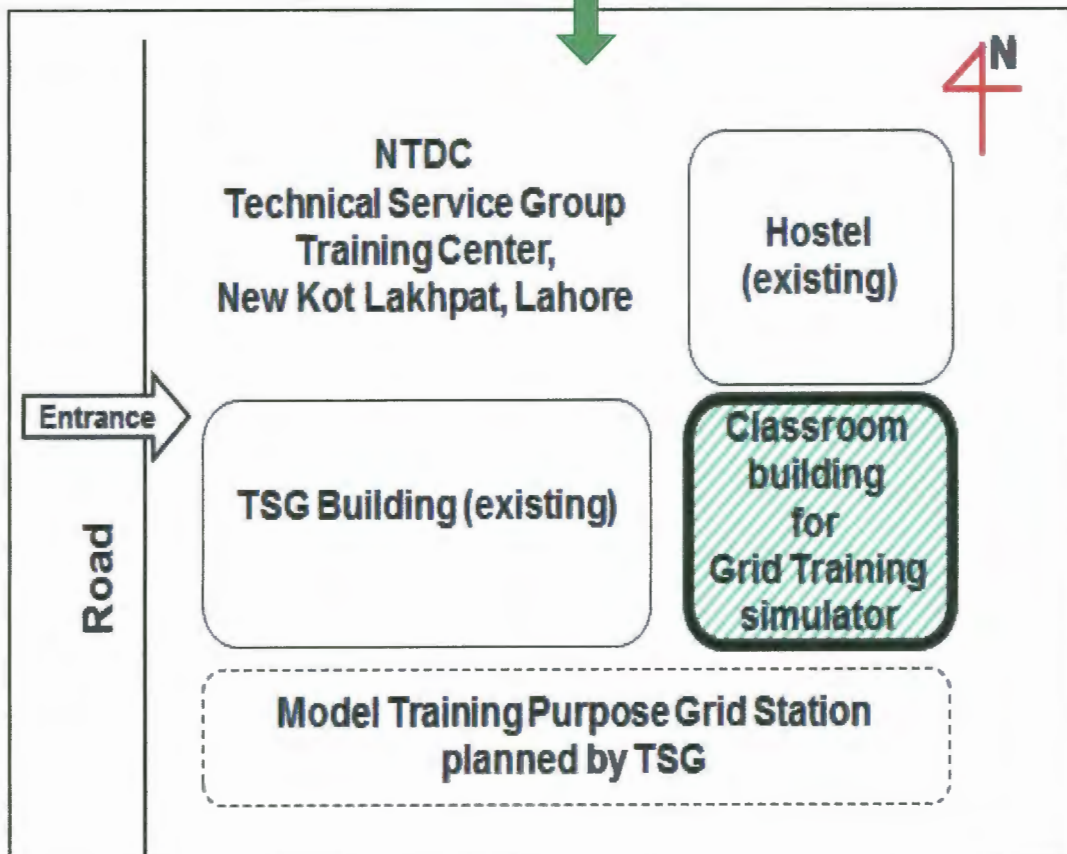 N
NTDC
Technical Service Group
Training Center,
New Kot Lakhpat, Lahore
Hostel
(existing)
Entrance
Road
TSG Building (existing)
Classroom
building
for
Grid Training
simulator
Model Training Purpose Grid Station
planned by TSG